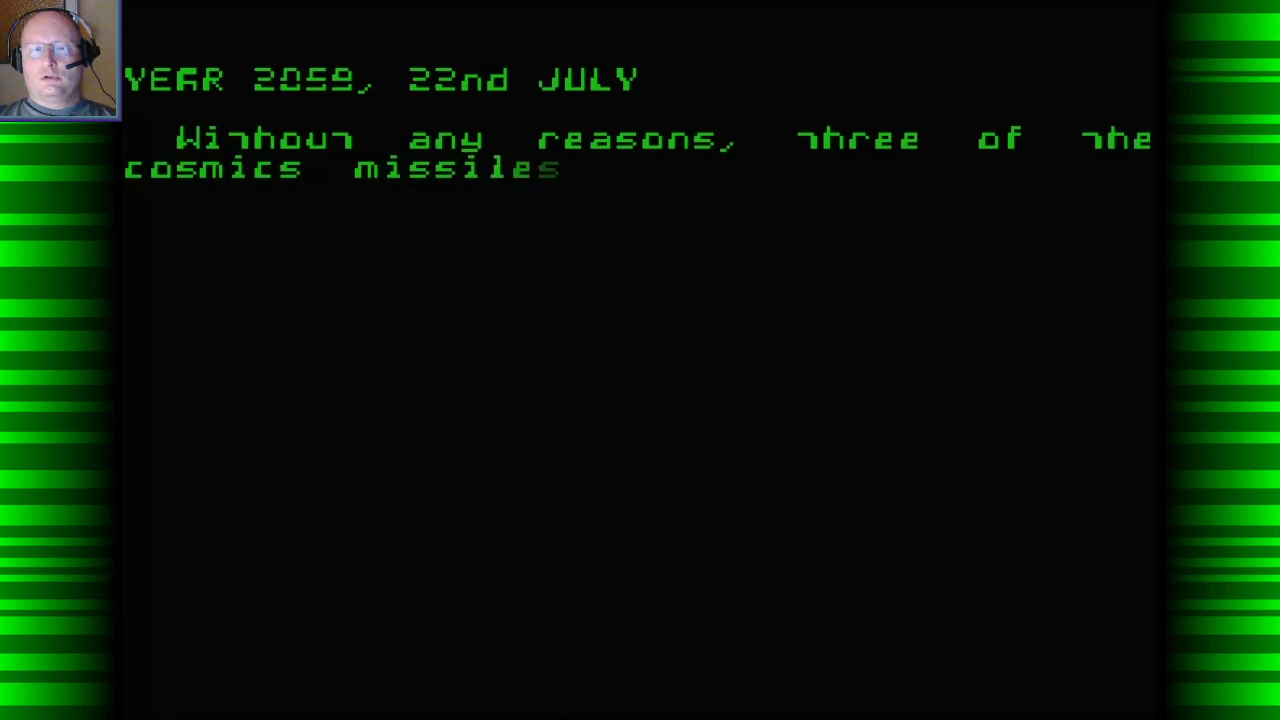 YEAR 2059, 22nd JULY
Without any reasons, three of the
cosmics missiles